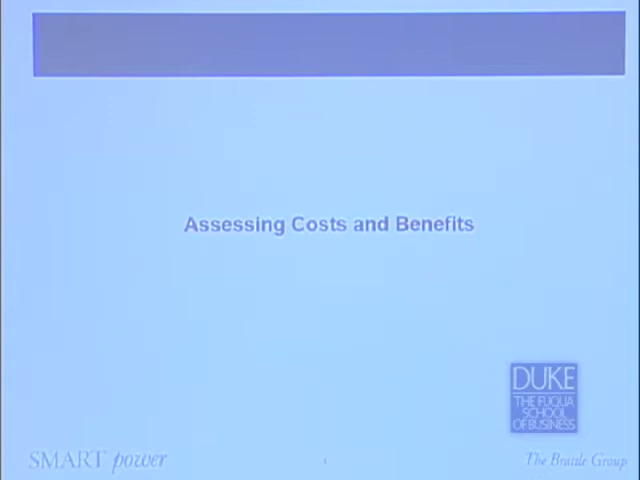 Assessing Costs and Benefits
DUKE
THE FUQUA
SCHOOL
OF BUSINESS
SMART power
The Brattle Group